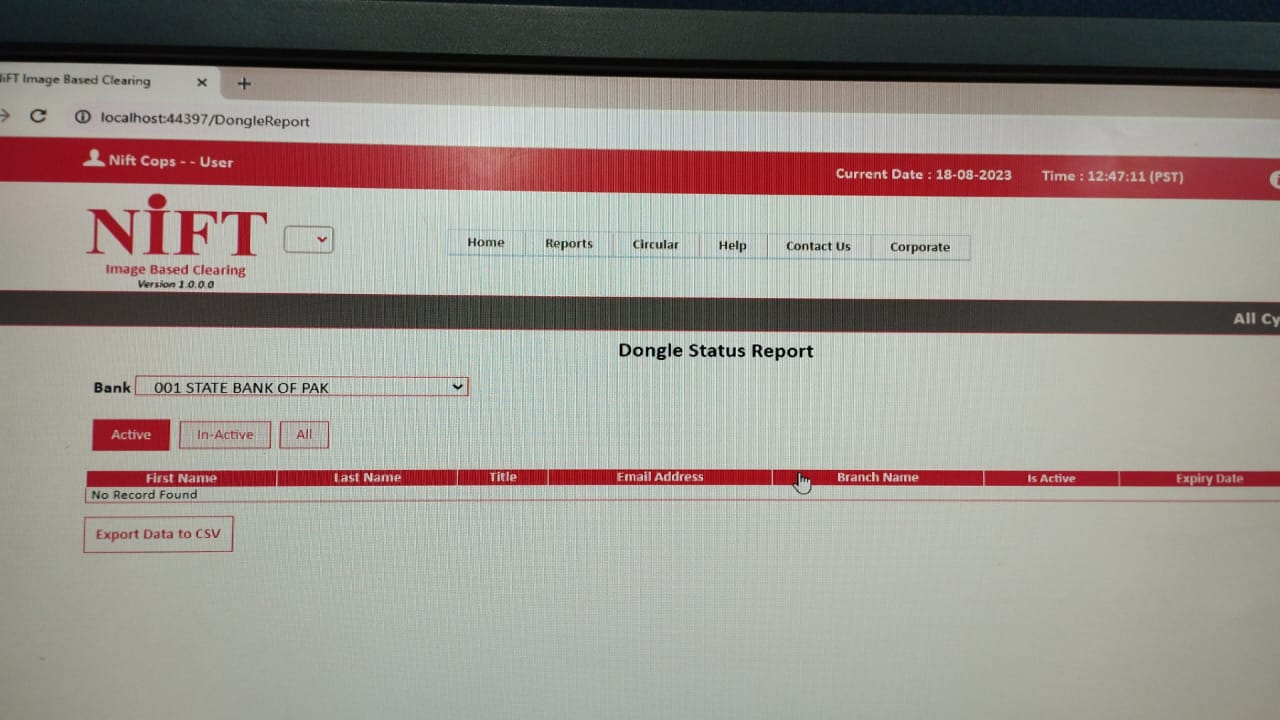 NiFT Image Based Clearing
localhost:44397/DongleReport
Nift Cops - - User
Current Date : 18-08-2023 Time : 12:47:11 (PST)
NiFT
Image Based Clearing
Version 1.0.0.0
Home Reports Circular Help Contact Us Corporate
All Cy
Dongle Status Report
Bank 001 STATE BANK OF PAK
Active In-Active All
First Name Last Name Title Email Address Branch Name Is Active Expiry Date
No Record Found
Export Data to CSV